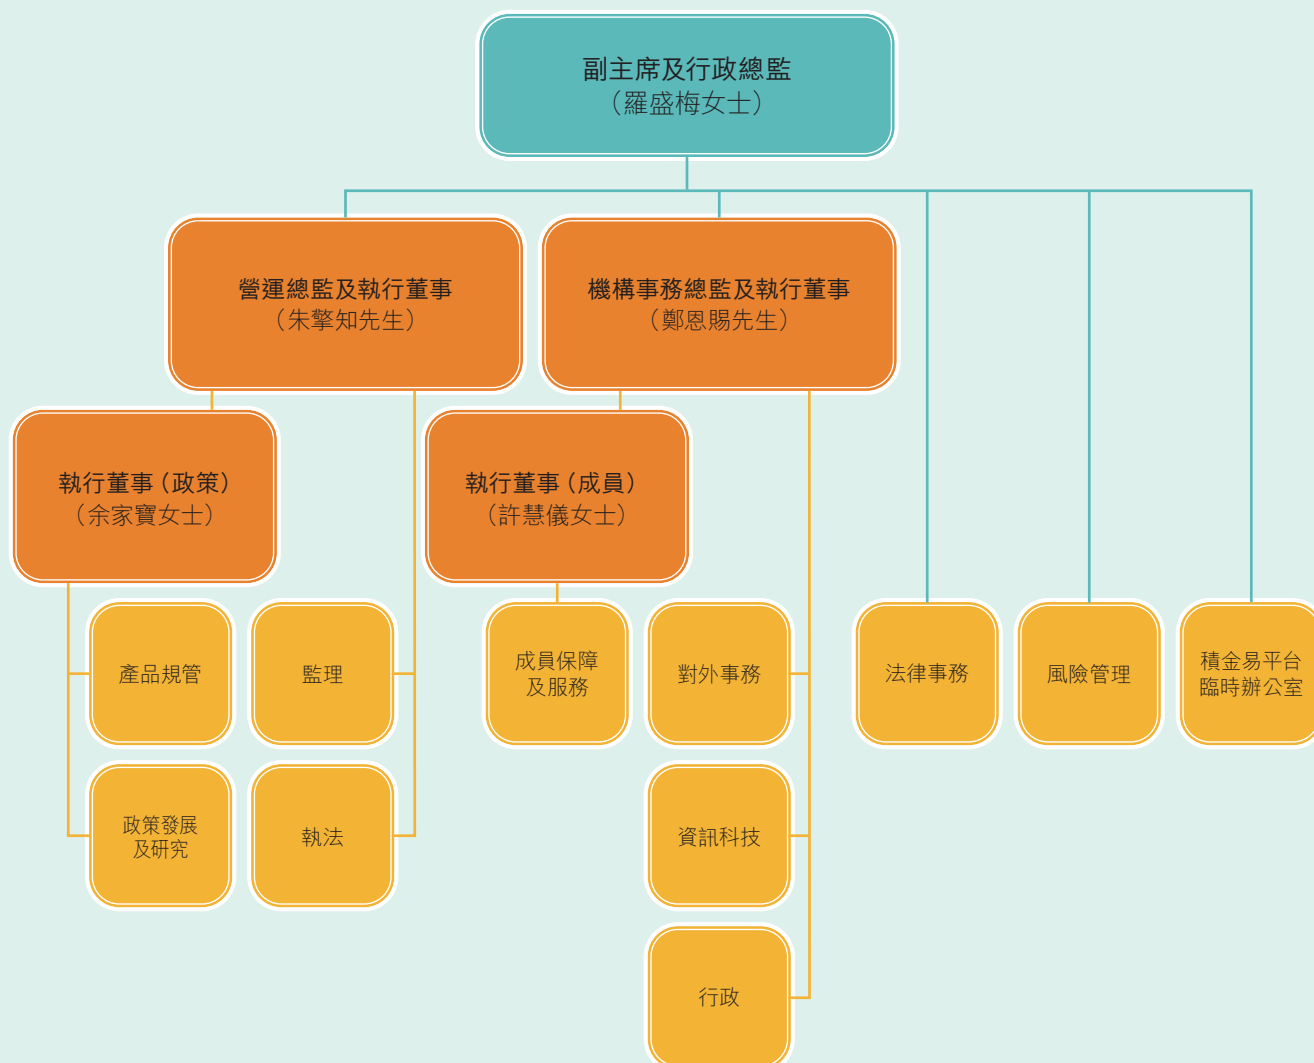 副主席及行政總監
（羅盛梅女士）
營運總監及執行董事
（朱擎知先生）
機構事務總監及執行董事
（鄭恩賜先生）
執行董事（政策）
（余家寶女士）
執行董事（成員）
（許慧儀女士）
產品規管
監理
成員保障
及服務
對外事務
法律事務
風險管理
積金易平台
臨時辦公室
政策發展
及研究
執法
資訊科技
行政